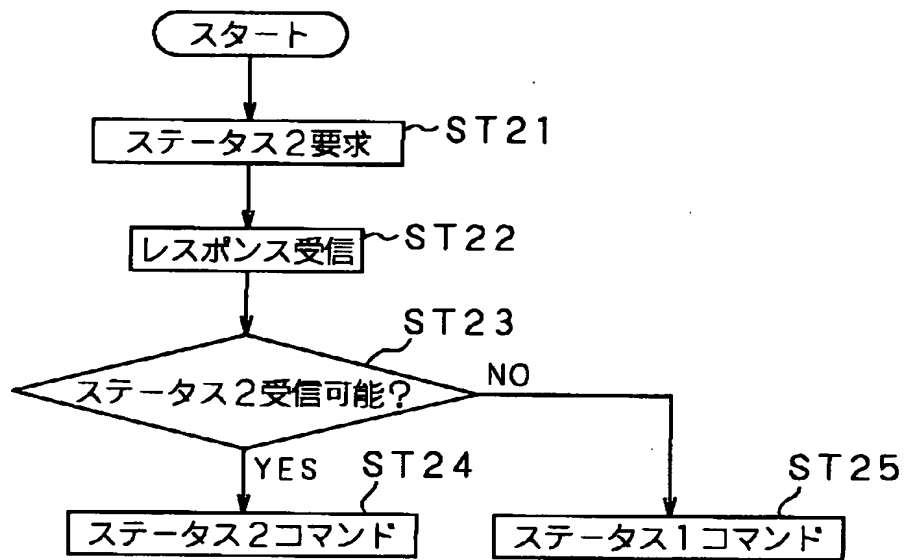 スタート
ステータス2要求
ST21
レスポンス受信
ST22
ST23
ステータス2受信可能?
NO
YES
ST24
ST25
ステータス2コマンド
ステータス1コマンド